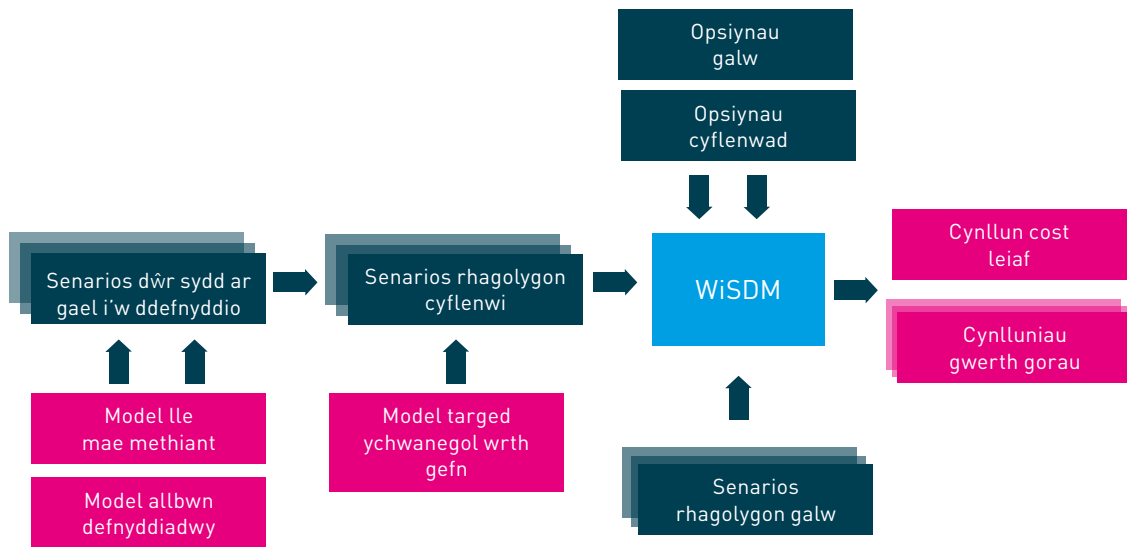 Opsiynau
galw
Opsiynau
cyflenwad
Senarios dŵr sydd ar
gael i'w ddefnyddio
Senarios rhagolygon
cyflenwi
WiSDM
Cynllun cost
leiaf
Cynlluniau
gwerth gorau
Model lle
mae methiant
Model allbwn
defnyddiadwy
Model targed
ychwanegol wrth
gefn
Senarios
rhagolygon galw